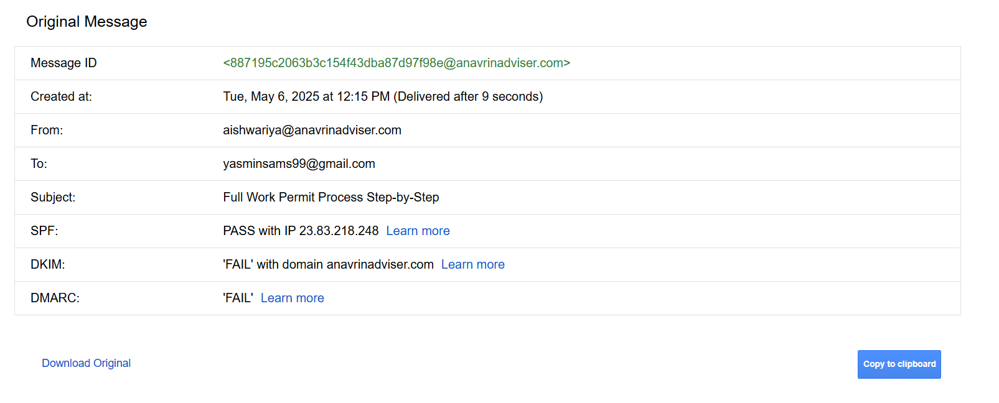 Original Message
Message ID <887195c2063b3c154f43dba87d97f98e@anavrinadviser.com>
Created at: Tue, May 6, 2025 at 12:15 PM (Delivered after 9 seconds)
From: aishwariya@anavrinadviser.com
To: yasminsams99@gmail.com
Subject: Full Work Permit Process Step-by-Step
SPF: PASS with IP 23.83.218.248 Learn more
DKIM: 'FAIL' with domain anavrinadviser.com Learn more
DMARC: 'FAIL' Learn more
Download Original Copy to clipboard